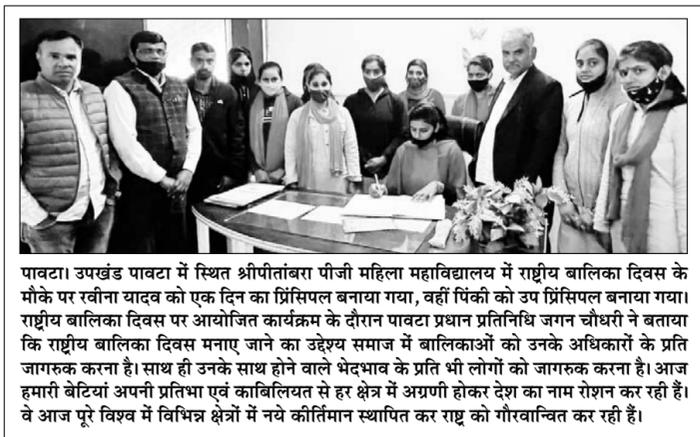 पावटा। उपखंड पावटा में स्थित श्रीपीतांबरा पीजी महिला महाविद्यालय में राष्ट्रीय बालिका दिवस के
मौके पर रवीना यादव को एक दिन का प्रिंसिपल बनाया गया, वहीं पिंकी को उप प्रिंसिपल बनाया गया।
राष्ट्रीय बालिका दिवस पर आयोजित कार्यक्रम के दौरान पावटा प्रधान प्रतिनिधि जगन चौधरी ने बताया
कि राष्ट्रीय बालिका दिवस मनाए जाने का उद्देश्य समाज में बालिकाओं को उनके अधिकारों के प्रति
जागरुक करना है। साथ ही उनके साथ होने वाले भेदभाव के प्रति भी लोगों को जागरुक करना है। आज
हमारी बेटियां अपनी प्रतिभा एवं काबिलियत से हर क्षेत्र में अग्रणी होकर देश का नाम रोशन कर रही हैं।
वे आज पूरे विश्व में विभिन्न क्षेत्रों में नये कीर्तिमान स्थापित कर राष्ट्र को गौरवान्वित कर रही हैं।